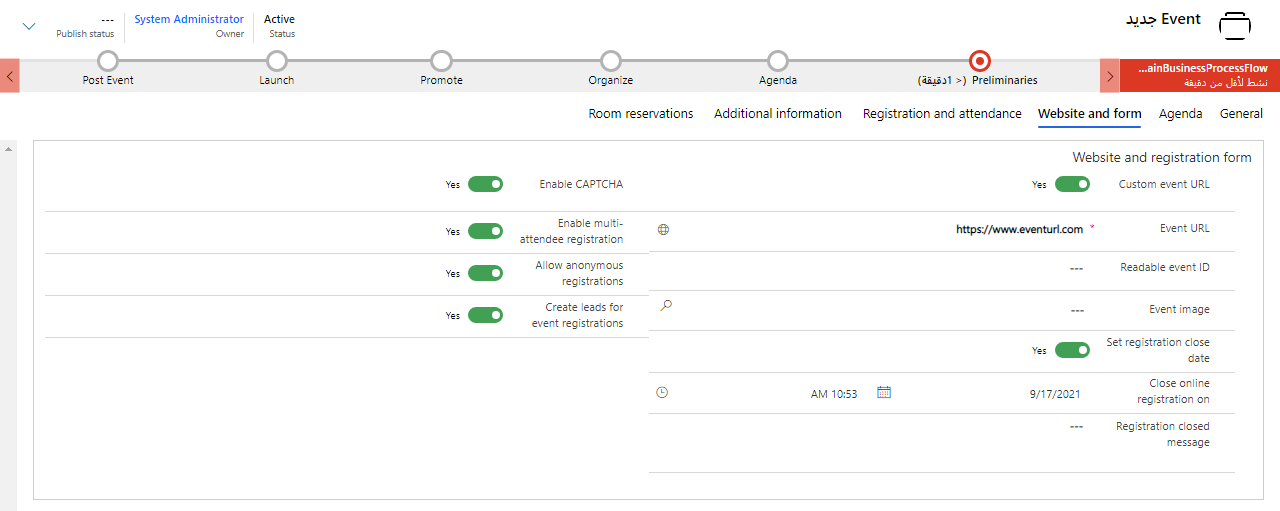 Event جديد
Active
Status
System Administrator
Owner
---
Publish status
...ainBusinessProcessFlow
نشط لأقل من دقيقة
Preliminaries (< 1دقيقة)
Agenda
Organize
Promote
Launch
Post Event
General
Agenda
Website and form
Registration and attendance
Additional information
Room reservations
Website and registration form
Custom event URL
Yes
Event URL
* https://www.eventurl.com
Readable event ID
---
Event image
---
Set registration close
date
Yes
Close online
registration on
9/17/2021
AM 10:53
Registration closed
message
---
Enable CAPTCHA
Yes
Enable multi-
attendee registration
Yes
Allow anonymous
registrations
Yes
Create leads for
event registrations
Yes